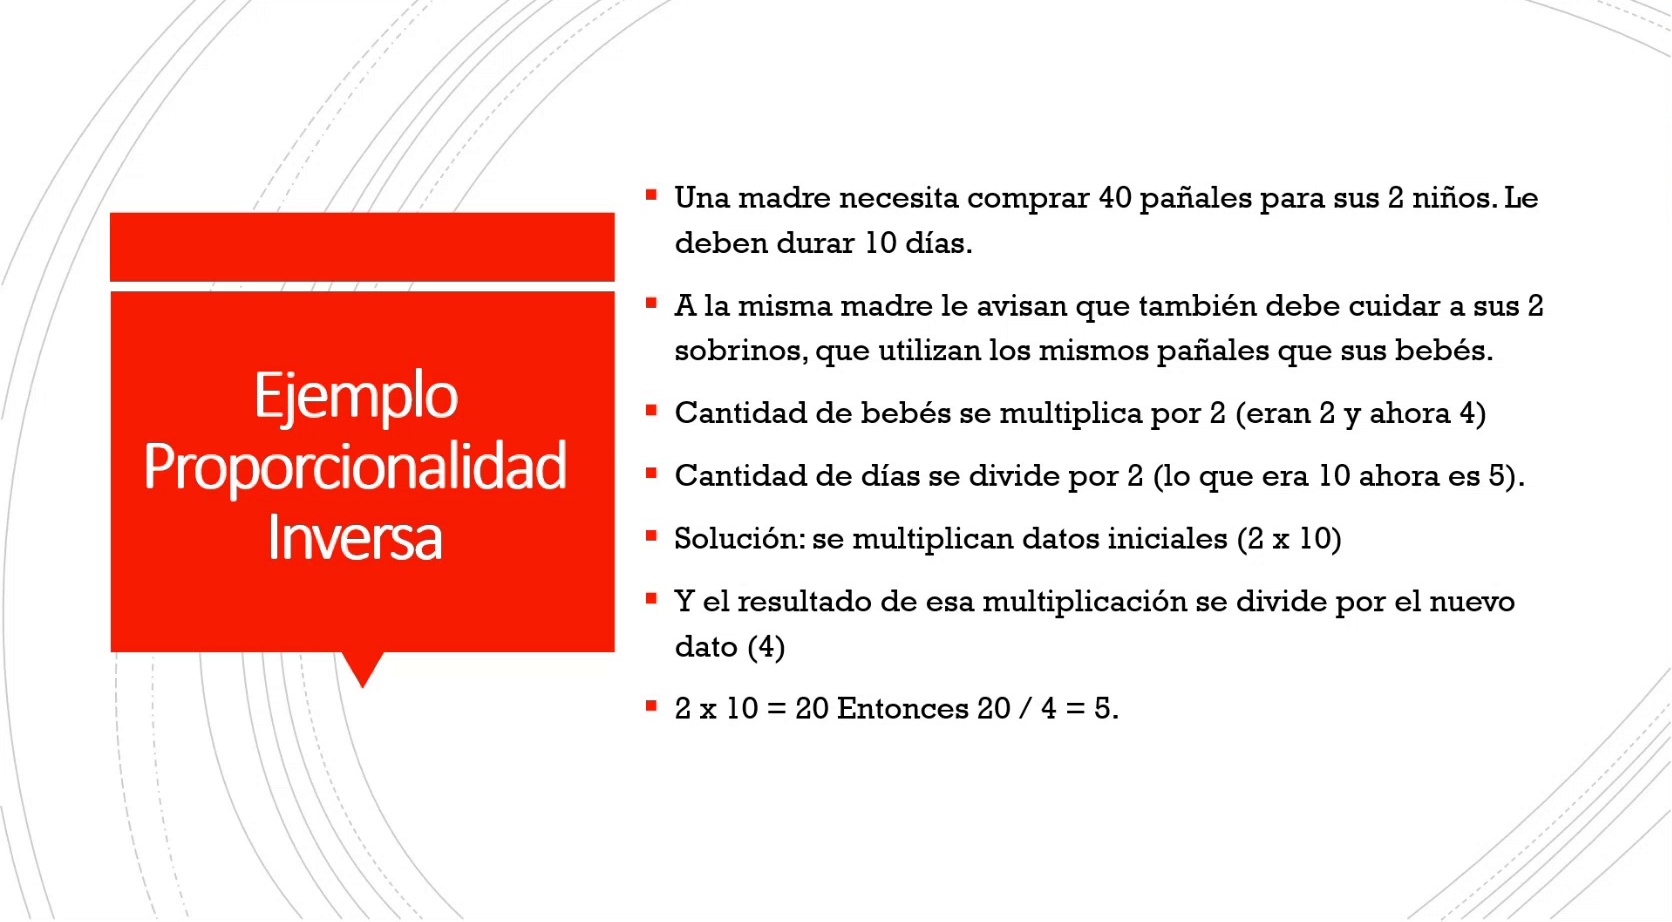 Ejemplo
Proporcionalidad
Inversa
Una madre necesita comprar 40 pañales para sus 2 niños. Le
deben durar 10 días.
A la misma madre le avisan que también debe cuidar a sus 2
sobrinos, que utilizan los mismos pañales que sus bebés.
Cantidad de bebés se multiplica por 2 (eran 2 y ahora 4)
Cantidad de días se divide por 2 (lo que era 10 ahora es 5).
Solución: se multiplican datos iniciales (2 x 10)
Y el resultado de esa multiplicación se divide por el nuevo
dato (4)
2 x 10 = 20 Entonces 20 / 4 = 5.